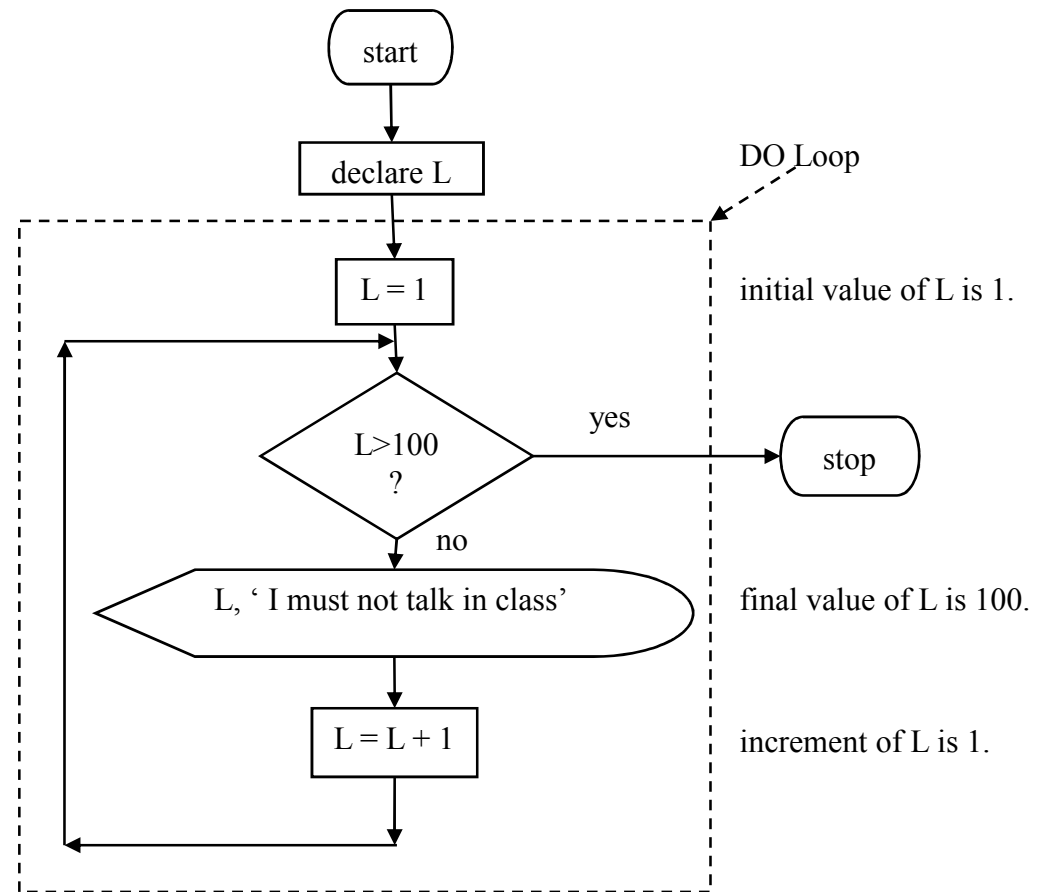 start
declare L
DO Loop
L = 1
initial value of L is 1.
L>100
?
yes
stop
no
L, ‘ I must not talk in class’
final value of L is 100.
L = L + 1
increment of L is 1.